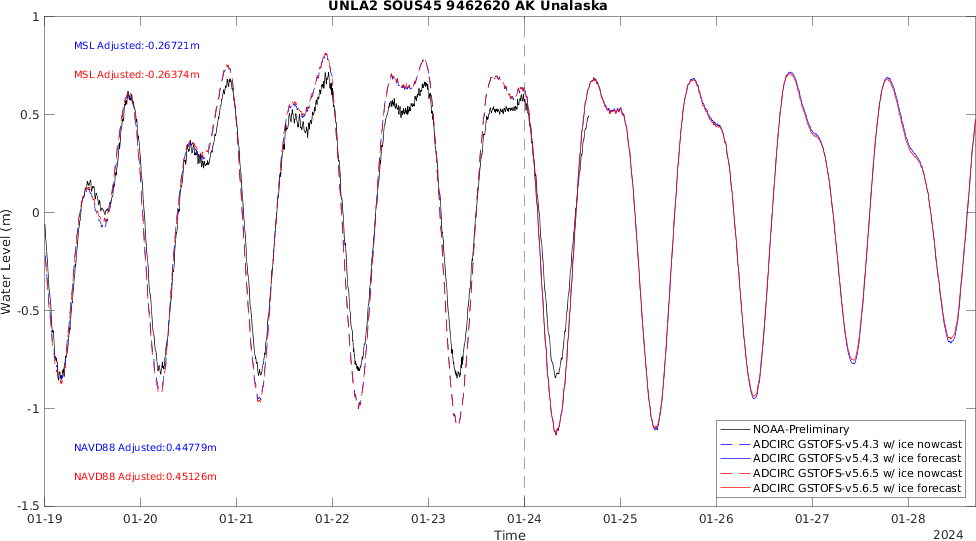 UNLA2 SOUS45 9462620 AK Unalaska
MSL Adjusted:-0.26721m
MSL Adjusted:-0.26374m
NAVD88 Adjusted:0.44779m
NAVD88 Adjusted:0.45126m
Water Level (m)
1
0.5
0
-0.5
-1
-1.5
NOAA-Preliminary
ADCIRC GSTOFS-v5.4.3 w/ ice nowcast
ADCIRC GSTOFS-v5.4.3 w/ ice forecast
ADCIRC GSTOFS-v5.6.5 w/ ice nowcast
ADCIRC GSTOFS-v5.6.5 w/ ice forecast
01-19 01-20 01-21 01-22 01-23 01-24 01-25 01-26 01-27 01-28
Time
2024